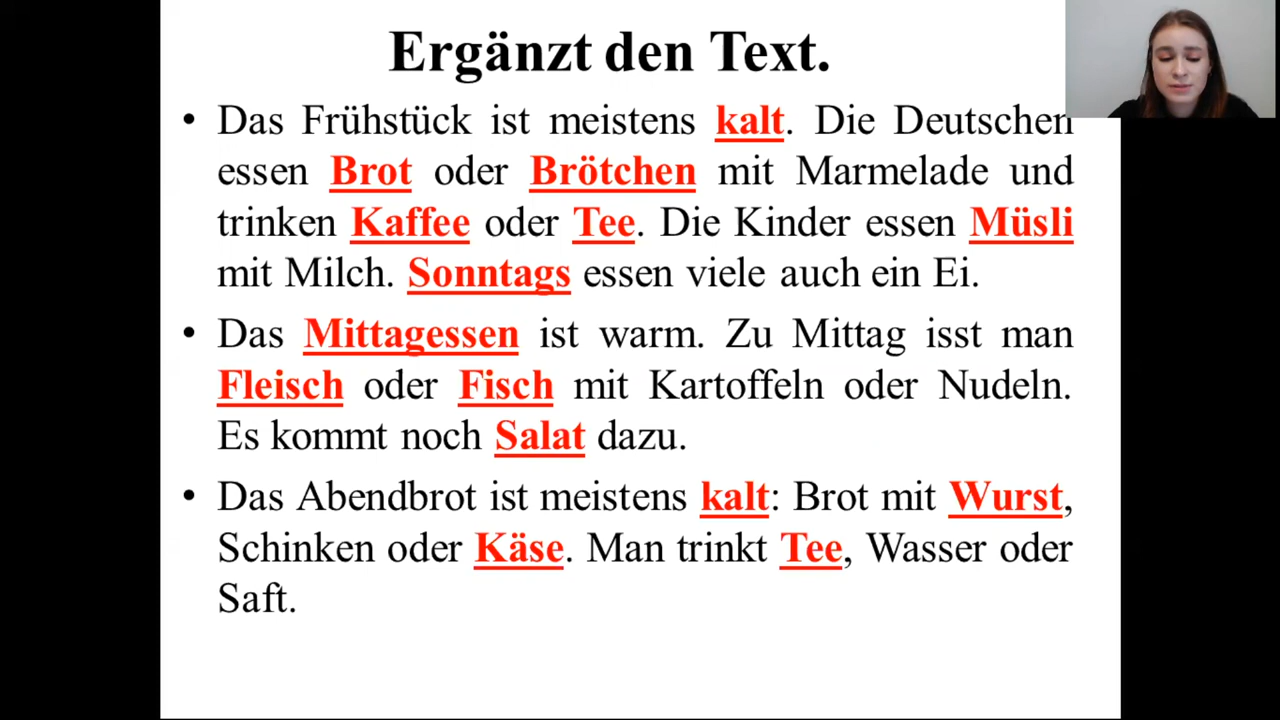 Ergänzt den Text.
• Das Frühstück ist meistens kalt. Die Deutschen
essen Brot oder Brötchen mit Marmelade und
trinken Kaffee oder Tee. Die Kinder essen Müsli
mit Milch. Sonntags essen viele auch ein Ei.
• Das Mittagessen ist warm. Zu Mittag isst man
Fleisch oder Fisch mit Kartoffeln oder Nudeln.
Es kommt noch Salat dazu.
• Das Abendbrot ist meistens kalt: Brot mit Wurst,
Schinken oder Käse. Man trinkt Tee, Wasser oder
Saft.